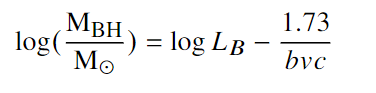 log(M_BH/M_⊙) = log L_B − 1.73/bvc